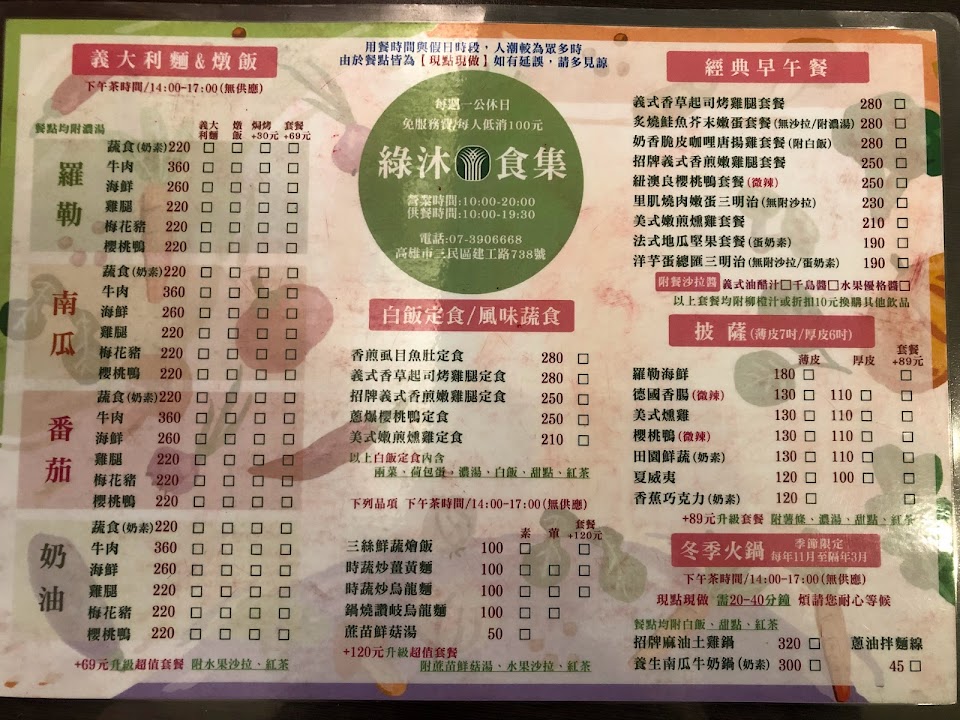 用餐時間與假日時段，人潮較為眾多時
由於餐點皆為【現點現做】如有延誤，請多見諒
每週一公休日
免服務費/每人低消100元
綠沐 食集
營業時間:10:00-20:00
供餐時間:10:00-19:30
電話:07-3906668
高雄市三民區建工路738號
義大利麵&燉飯
下午茶時間/14:00-17:00(無供應)
餐點均附濃湯 義大利麵 燉飯 焗烤+30元 套餐+69元
羅勒
蔬食(奶素)220 □ □ □ □
牛肉 360 □ □ □ □
海鮮 260 □ □ □ □
雞腿 220 □ □ □ □
梅花豬 220 □ □ □ □
櫻桃鴨 220 □ □ □ □
南瓜
蔬食(奶素)220 □ □ □ □
牛肉 360 □ □ □ □
海鮮 260 □ □ □ □
雞腿 220 □ □ □ □
梅花豬 220 □ □ □ □
櫻桃鴨 220 □ □ □ □
番茄
蔬食(奶素)220 □ □ □ □
牛肉 360 □ □ □ □
海鮮 260 □ □ □ □
雞腿 220 □ □ □ □
梅花豬 220 □ □ □ □
櫻桃鴨 220 □ □ □ □
奶油
蔬食(奶素)220 □ □ □ □
牛肉 360 □ □ □ □
海鮮 260 □ □ □ □
雞腿 220 □ □ □ □
梅花豬 220 □ □ □ □
櫻桃鴨 220 □ □ □ □
+69元升級超值套餐 附水果沙拉、紅茶
白飯定食/風味蔬食
香煎虱目魚肚定食 280 □
義式香草起司烤雞腿定食 280 □
招牌義式香煎嫩雞腿定食 250 □
蔥爆櫻桃鴨定食 250 □
美式嫩煎燻雞定食 210 □
以上白飯定食內含
兩菜、荷包蛋、濃湯、白飯、甜點、紅茶
下列品項 下午茶時間/14:00-17:00(無供應)
素 葷 套餐+120元
三絲鮮蔬燴飯 100 □ □
時蔬炒薑黃麵 100 □ □ □
時蔬炒烏龍麵 100 □ □ □
鍋燒讚岐烏龍麵 100 □ □
蔗苗鮮菇湯 50 □
+120元升級超值套餐
附蔗苗鮮菇湯、水果沙拉、紅茶
經典早午餐
義式香草起司烤雞腿套餐 280 □
炙燒鮭魚芥末嫩蛋套餐(無沙拉/附濃湯) 280 □
奶香脆皮咖哩唐揚雞套餐(附白飯) 280 □
招牌義式香煎嫩雞腿套餐 250 □
紐澳良櫻桃鴨套餐(微辣) 250 □
里肌燒肉嫩蛋三明治(無附沙拉) 230 □
美式嫩煎燻雞套餐 210 □
法式地瓜堅果套餐(蛋奶素) 190 □
洋芋蛋總匯三明治(無附沙拉/蛋奶素) 190 □
附餐沙拉醬 義式油醋汁□千島醬□水果優格醬□
以上套餐均附柳橙汁或折扣10元換購其他飲品
披薩(薄皮7吋/厚皮6吋)
薄皮 厚皮 套餐+89元
羅勒海鮮 180 □ □
德國香腸(微辣) 130 □ 110 □ □
美式燻雞 130 □ 110 □ □
櫻桃鴨(微辣) 130 □ 110 □ □
田園鮮蔬(奶素) 130 □ 110 □ □
夏威夷 120 □ 100 □ □
香蕉巧克力(奶素) 120 □ □
+89元升級套餐 附薯條、濃湯、甜點、紅茶
冬季火鍋 季節限定 每年11月至隔年3月
下午茶時間/14:00-17:00(無供應)
現點現做 需20-40分鐘 煩請您耐心等候
餐點均附白飯、甜點、紅茶
招牌麻油土雞鍋 320 □ 蔥油拌麵線
養生南瓜牛奶鍋(奶素) 300 □ 45 □